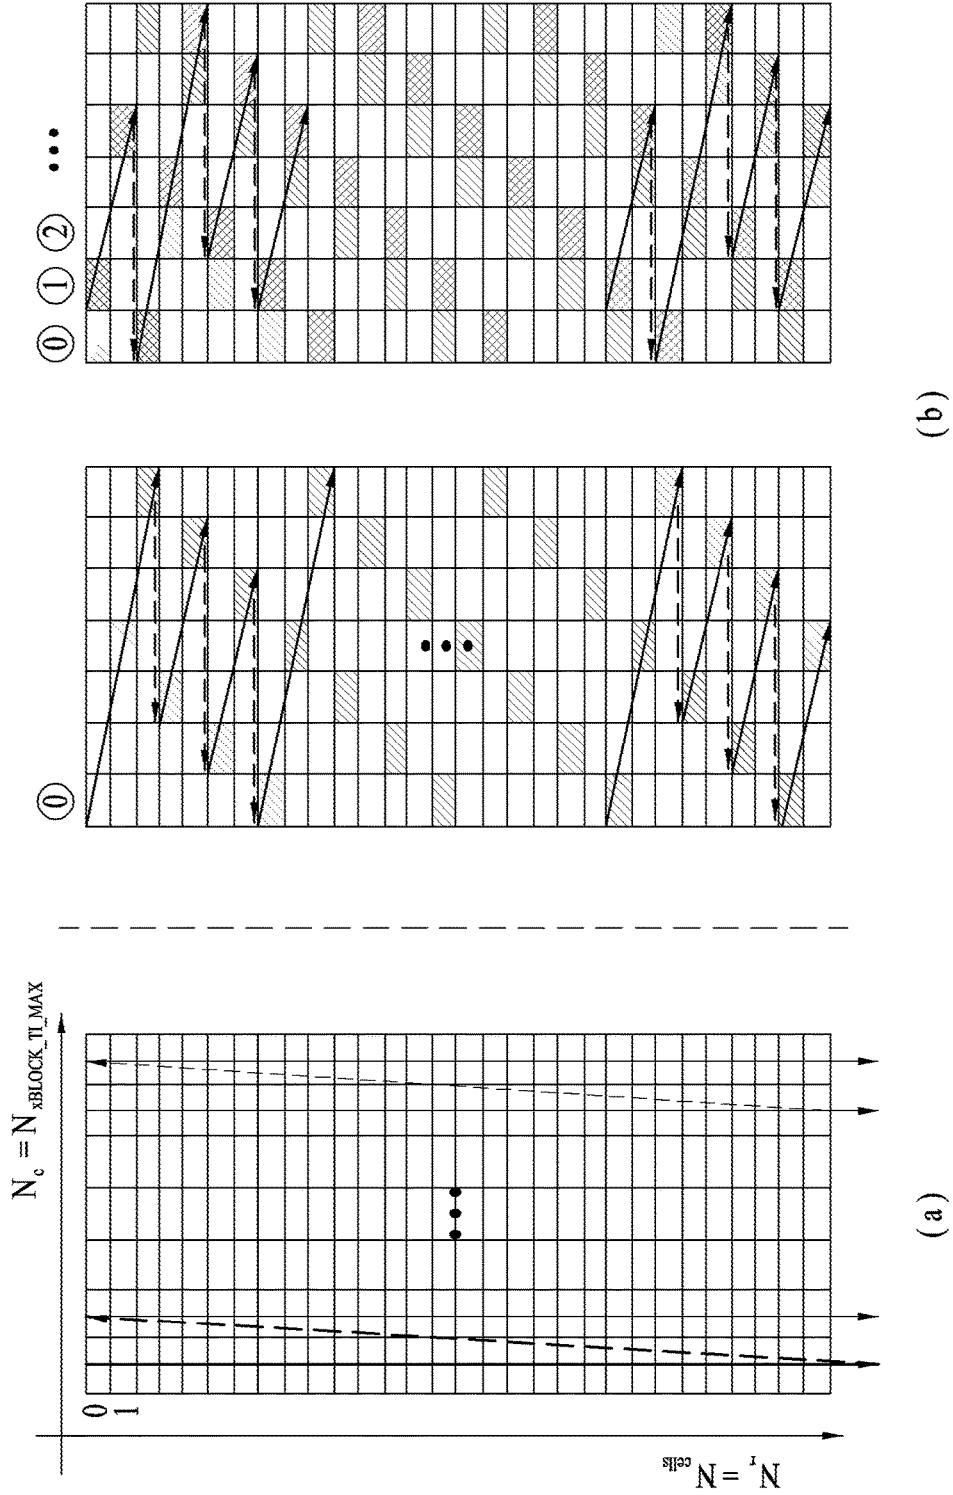 N_c = N_xBLOCK_TI_MAX
0
1
N_r = N_cells
(a)
0
0 1 2 •••
(b)